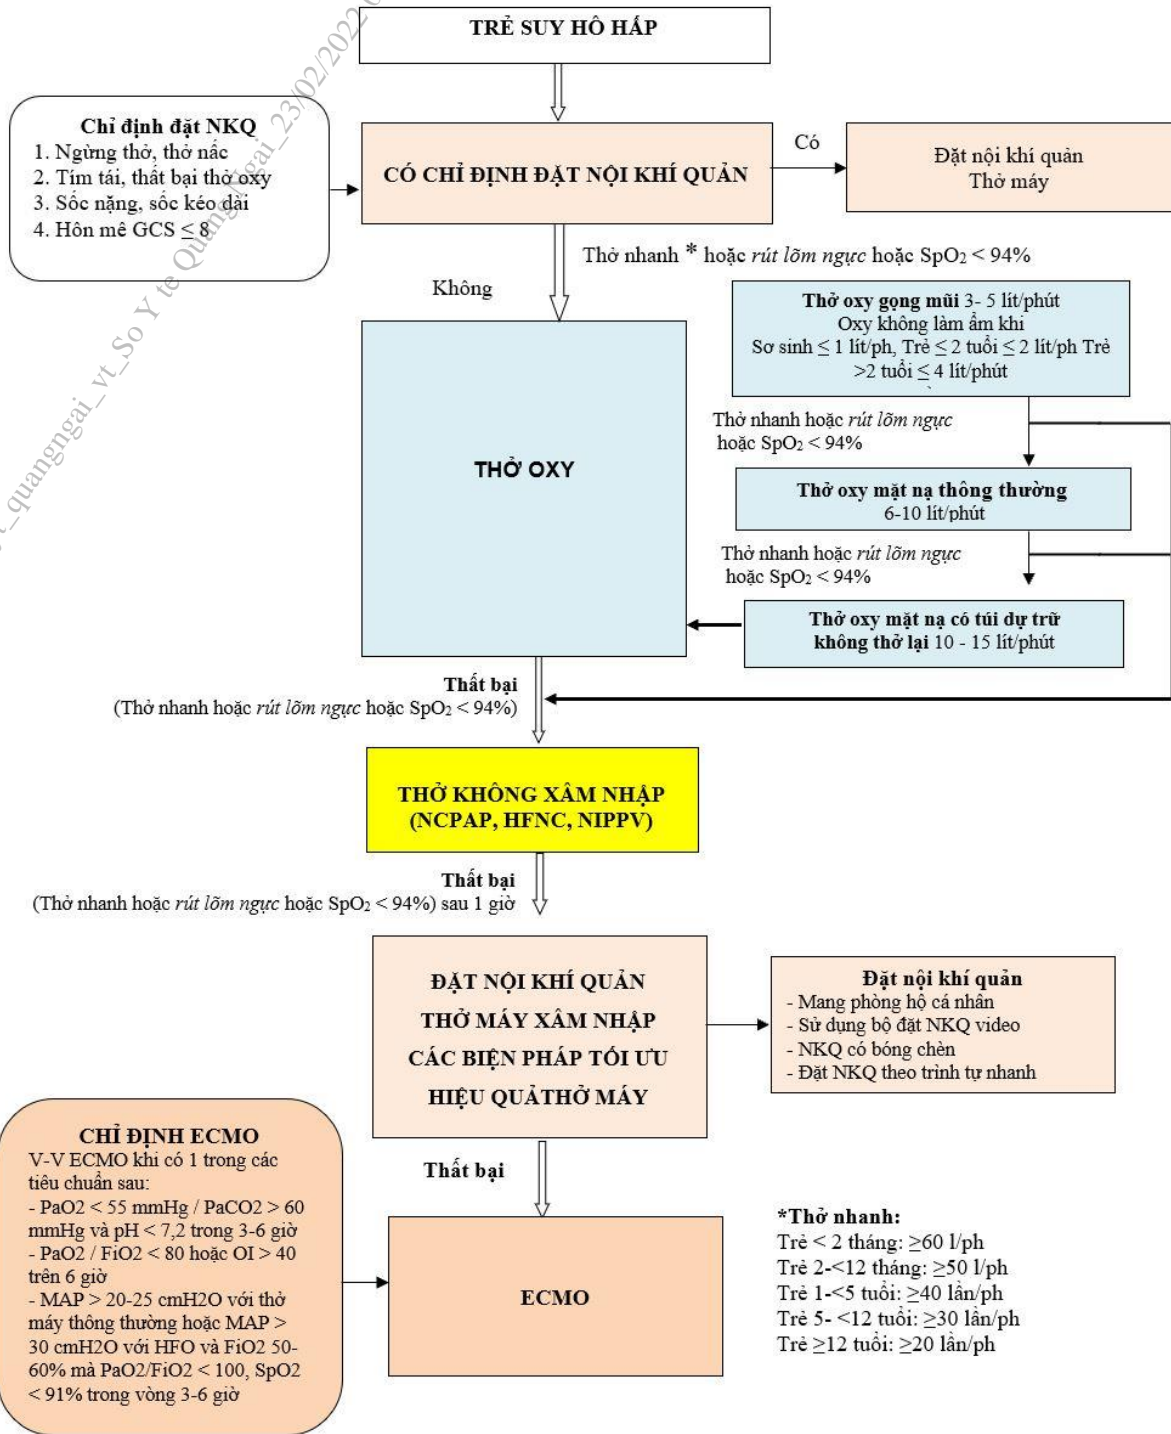 TRẺ SUY HÔ HẤP
Chỉ định đặt NKQ
1. Ngừng thở, thở nấc
2. Tím tái, thất bại thở oxy
3. Sốc nặng, sốc kéo dài
4. Hôn mê GCS ≤ 8
CÓ CHỈ ĐỊNH ĐẶT NỘI KHÍ QUẢN
Có
Đặt nội khí quản
Thở máy
Thở nhanh * hoặc rút lõm ngực hoặc SpO2 < 94%
Không
THỞ OXY
Thở oxy gọng mũi 3- 5 lít/phút
Oxy không làm ẩm khi
Sơ sinh ≤ 1 lít/ph, Trẻ ≤ 2 tuổi ≤ 2 lít/ph Trẻ
>2 tuổi ≤ 4 lít/phút
Thở nhanh hoặc rút lõm ngực
hoặc SpO2 < 94%
Thở oxy mặt nạ thông thường
6-10 lít/phút
Thở nhanh hoặc rút lõm ngực
hoặc SpO2 < 94%
Thở oxy mặt nạ có túi dự trữ
không thở lại 10 - 15 lít/phút
Thất bại
(Thở nhanh hoặc rút lõm ngực hoặc SpO2 < 94%)
THỞ KHÔNG XÂM NHẬP
(NCPAP, HFNC, NIPPV)
Thất bại
(Thở nhanh hoặc rút lõm ngực hoặc SpO2 < 94%) sau 1 giờ
ĐẶT NỘI KHÍ QUẢN
THỞ MÁY XÂM NHẬP
CÁC BIỆN PHÁP TỐI ƯU
HIỆU QUẢTHỞ MÁY
Đặt nội khí quản
- Mang phòng hộ cá nhân
- Sử dụng bộ đặt NKQ video
- NKQ có bóng chèn
- Đặt NKQ theo trình tự nhanh
Thất bại
CHỈ ĐỊNH ECMO
V-V ECMO khi có 1 trong các
tiêu chuẩn sau:
- PaO2 < 55 mmHg / PaCO2 > 60
mmHg và pH < 7,2 trong 3-6 giờ
- PaO2 / FiO2 < 80 hoặc OI > 40
trên 6 giờ
- MAP > 20-25 cmH2O với thở
máy thông thường hoặc MAP >
30 cmH2O với HFO và FiO2 50-
60% mà PaO2/FiO2 < 100, SpO2
< 91% trong vòng 3-6 giờ
ECMO
*Thở nhanh:
Trẻ < 2 tháng: ≥60 l/ph
Trẻ 2-<12 tháng: ≥50 l/ph
Trẻ 1-<5 tuổi: ≥40 lần/ph
Trẻ 5- <12 tuổi: ≥30 lần/ph
Trẻ ≥12 tuổi: ≥20 lần/ph
quangngai_vt_So Y te Quang Ngai_23/02/2022